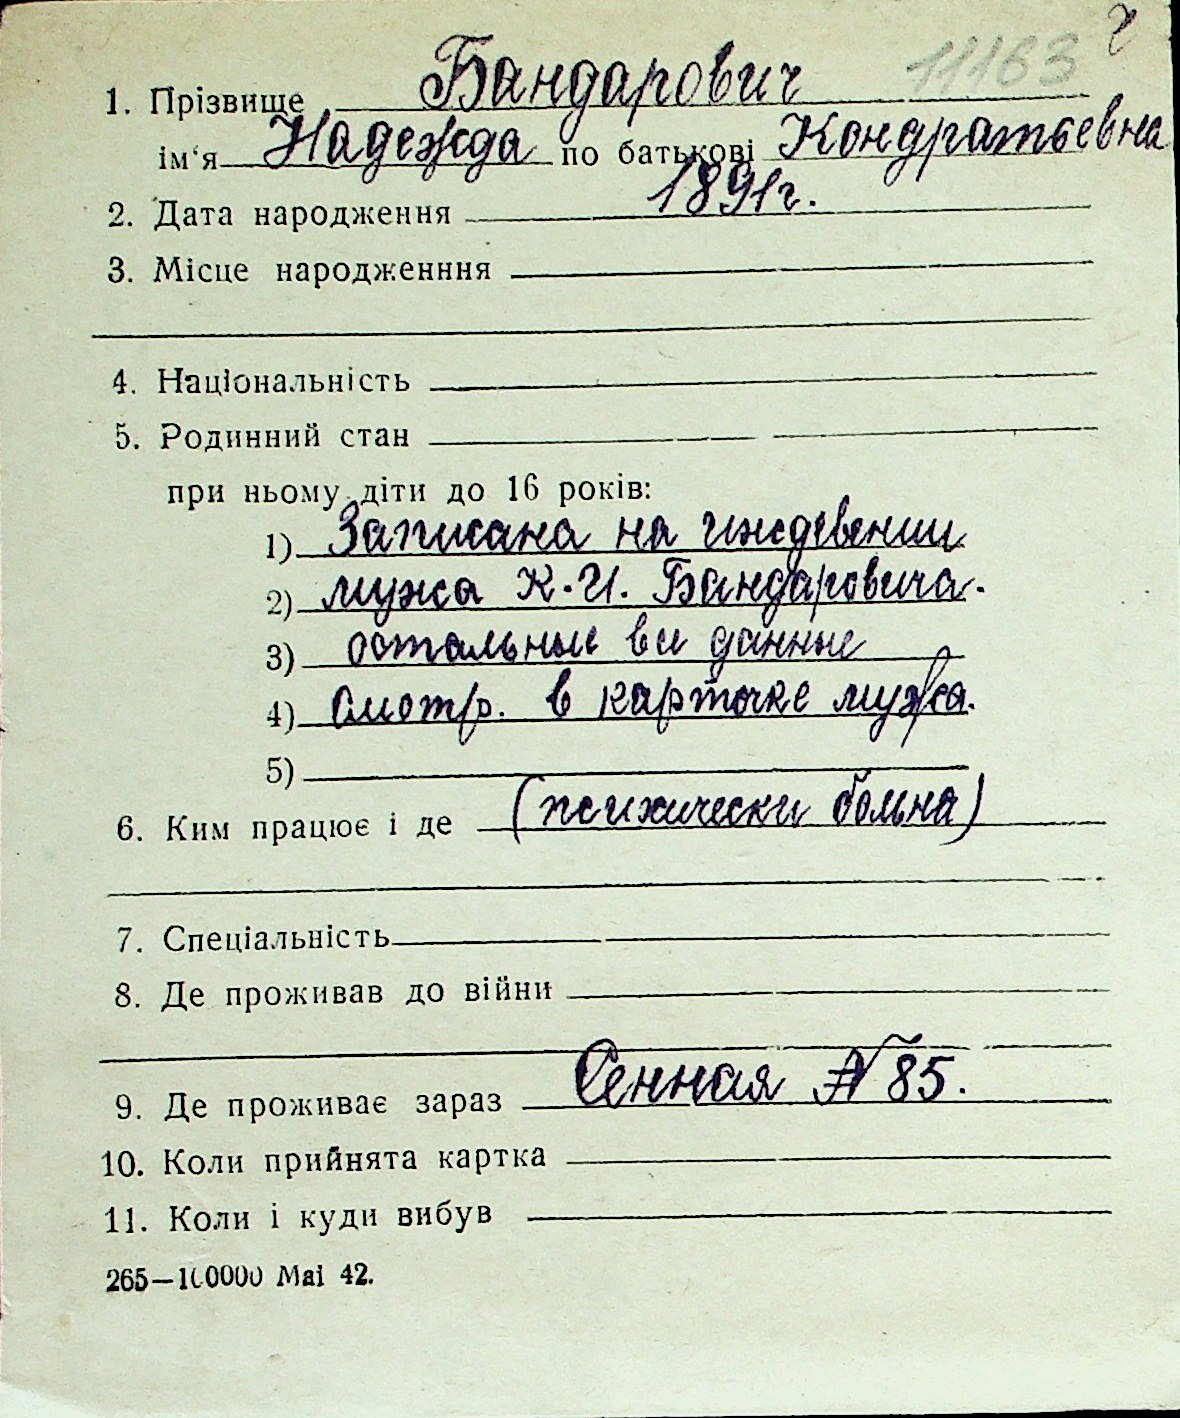 11163
1. Прізвище Бандарович
ім‘я Надежда по батькові Кондратьевна
2. Дата народження 1891г.
3. Місце народженння
4. Національність
5. Родинний стан
при ньому діти до 16 років:
1) Записана на иждевении
2) мужа К.И. Бандаровича.
3) остальные все данные
4) Смотр. в карточке мужа.
5)
6. Ким працює і де (психически больна)
7. Спеціальність
8. Де проживав до війни
9. Де проживає зараз Сенная № 85.
10. Коли прийнята картка
11. Коли і куди вибув
265—100000 Mai 42.